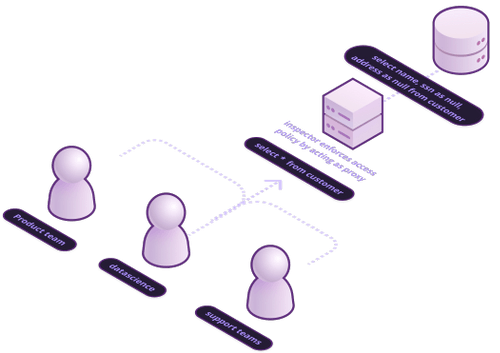 select name, ssn as null,
address as null from customer
inspector enforces access
policy by acting as proxy
select * from customer
Product team
datascience
support teams